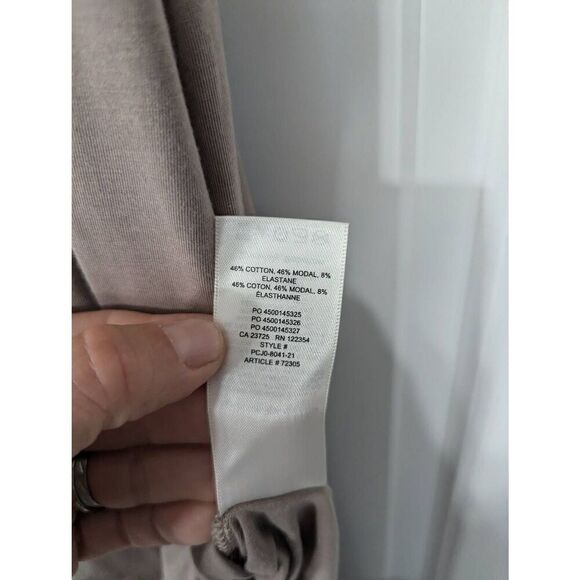 46% COTTON, 46% MODAL, 8%
ELASTANE
46% COTON, 46% MODAL, 8%
ÉLASTHANNE
PO 4500145325
PO 4500145326
PO 4500145327
CA 23725 RN 122354
STYLE #
PCJ0-8041-21
ARTICLE # 72305